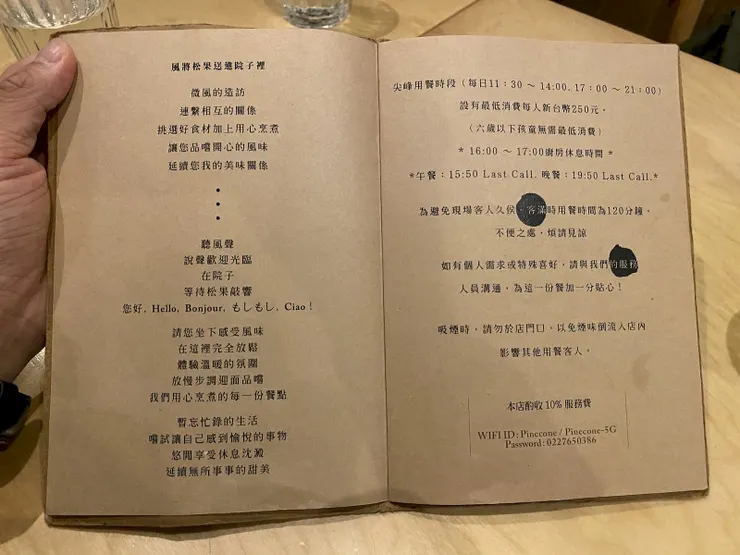 風將松果送進院子裡
微風的造訪
連繫相互的關係
挑選好食材加上用心烹煮
讓您品嚐開心的風味
延續您我的美味關係
•
•
•
聽風聲
說聲歡迎光臨
在院子
等待松果敲響
您好, Hello, Bonjour, もしもし, Ciao!
請您坐下感受風味
在這裡完全放鬆
體驗溫暖的氛圍
放慢步調迎面品嚐
我們用心烹煮的每一份餐點
暫忘忙錄的生活
嚐試讓自己感到愉悅的事物
悠閒享受休息沈澱
延續無所事事的甜美
尖峰用餐時段 (每日11:30 ~ 14:00, 17:00 ~ 21:00)
設有最低消費每人新台幣250元。
(六歲以下孩童無需最低消費)
* 16:00 ~ 17:00廚房休息時間 *
*午餐:15:50 Last Call. 晚餐:19:50 Last Call.*
為避免現場客人久候,客滿時用餐時間為120分鐘,
不便之處,煩請見諒
如有個人需求或特殊喜好,請與我們的服務
人員溝通,為這一份餐加一分貼心!
吸煙時,請勿於店門口,以免煙味倒流入店內
影響其他用餐客人。
本店酌收 10% 服務費
WIFI ID: Pinecone / Pinecone-5G
Password: 0227650386